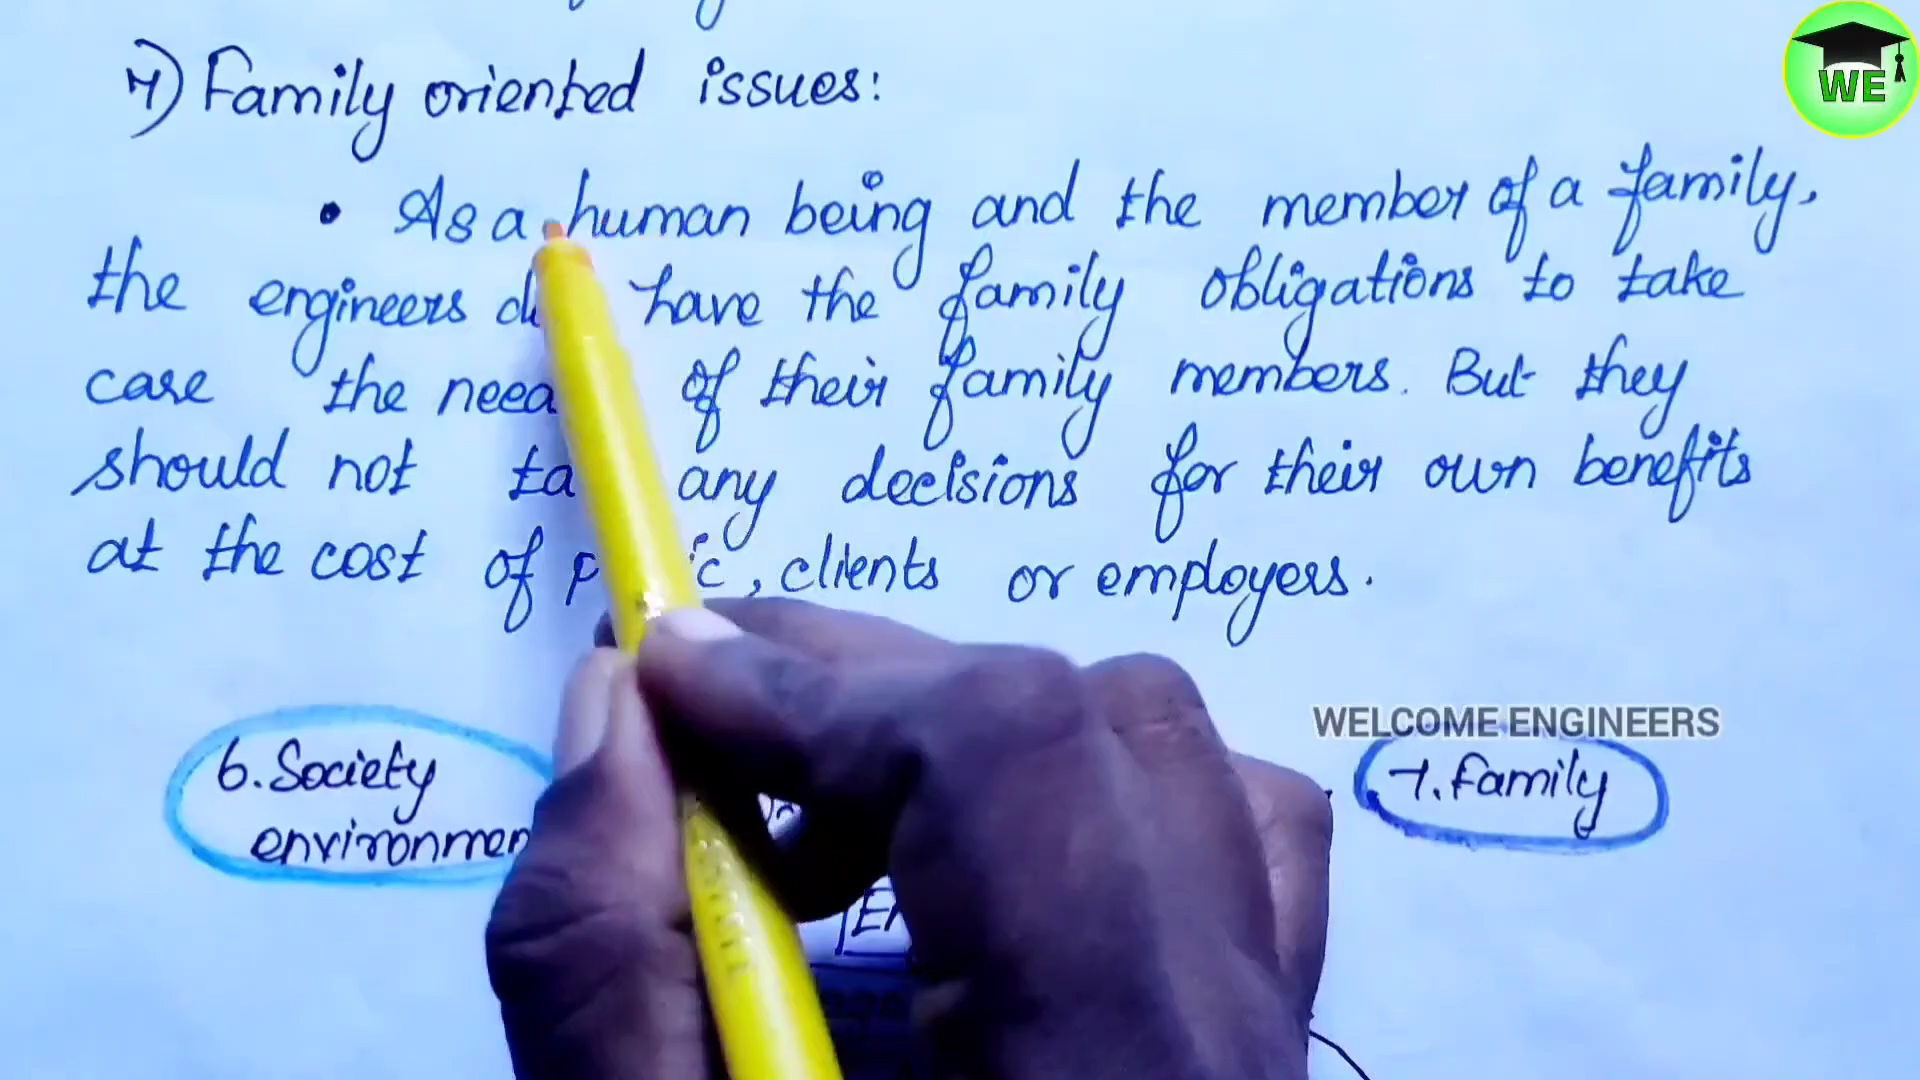 7) Family oriented issues:
WE
• As a human being and the member of a family,
the engineers have the family obligations to take
care the of their family members. But they
should not any decisions for their own benefits
at the cost of clients or employers.
WELCOME ENGINEERS
6. Society
7. Family